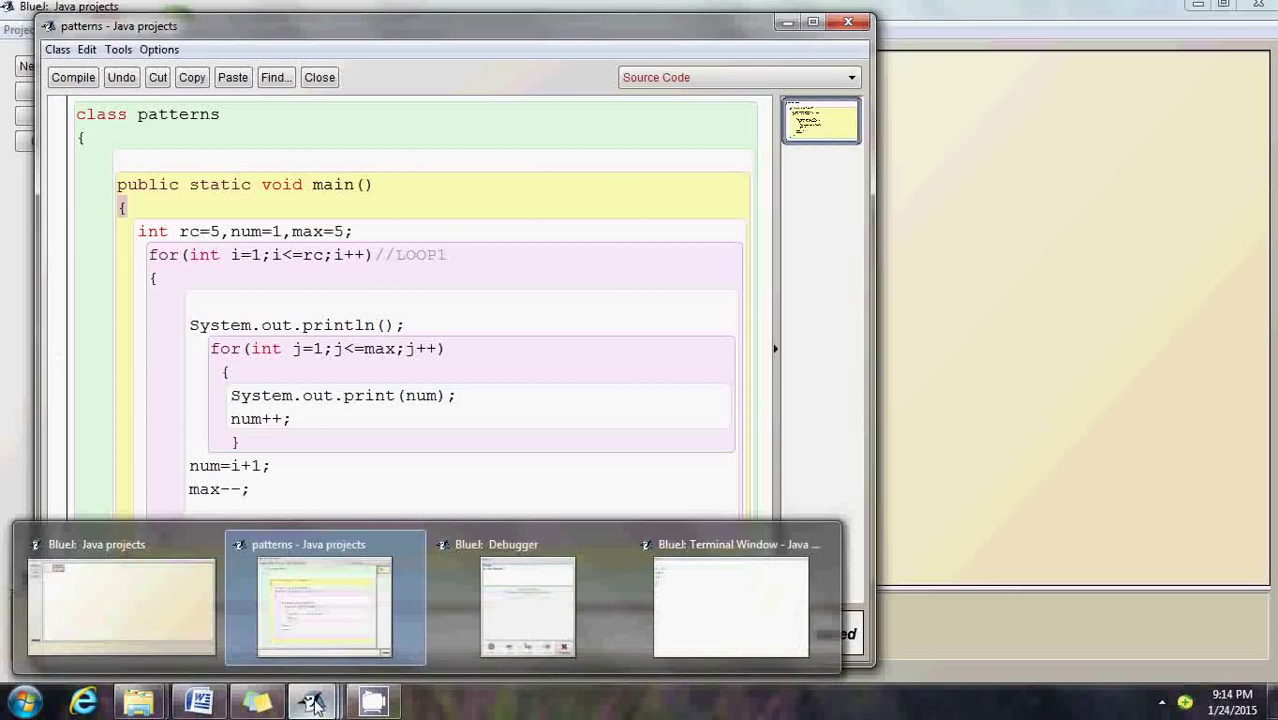 BlueJ: Java projects
patterns - Java projects
Class Edit Tools Options
Compile Undo Cut Copy Paste Find... Close
Source Code
class patterns
{
public static void main()
{
int rc=5,num=1,max=5;
for(int i=1;i<=rc;i++)//LOOP1
{
System.out.println();
for(int j=1;j<=max;j++)
{
System.out.print(num);
num++;
}
num=i+1;
max--;
BlueJ: Java projects
patterns - Java projects
BlueJ: Debugger
BlueJ: Terminal Window - Java ...
9:14 PM
1/24/2015